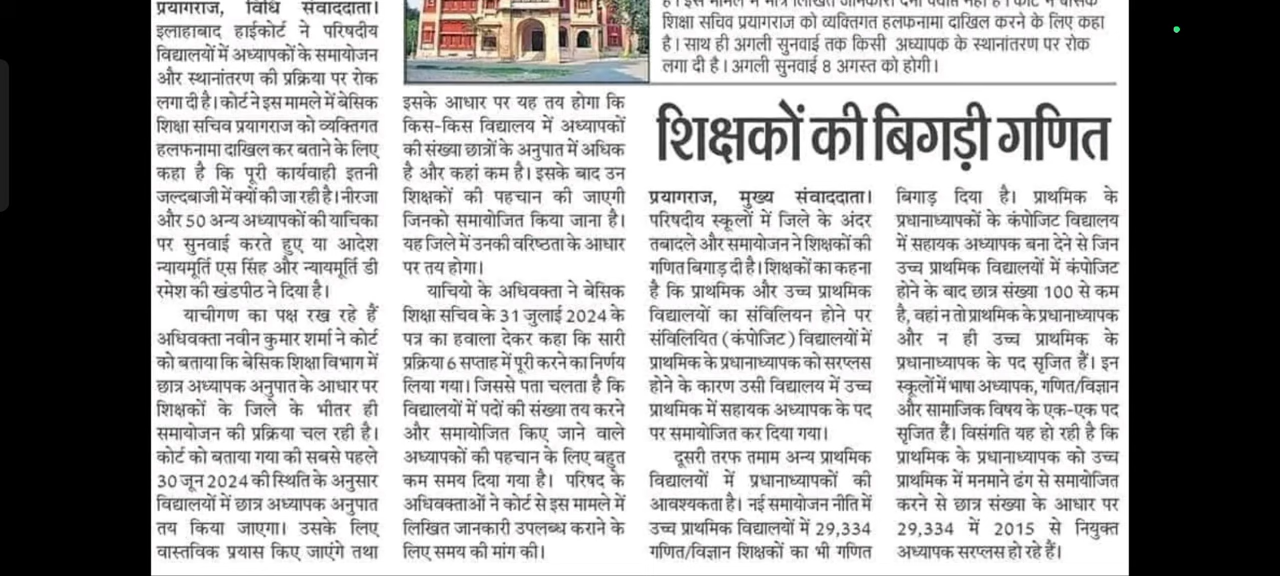 प्रयागराज, विधि संवाददाता।
इलाहाबाद हाईकोर्ट ने परिषदीय
विद्यालयों में अध्यापकों के समायोजन
और स्थानांतरण की प्रक्रिया पर रोक
लगा दी है। कोर्ट ने इस मामले में बेसिक
शिक्षा सचिव प्रयागराज को व्यक्तिगत
हलफनामा दाखिल कर बताने के लिए
कहा है कि पूरी कार्यवाही इतनी
जल्दबाजी में क्यों की जा रही है। नीरजा
और 50 अन्य अध्यापकों की याचिका
पर सुनवाई करते हुए या आदेश
न्यायमूर्ति एस सिंह और न्यायमूर्ति डी
रमेश की खंडपीठ ने दिया है।
याचीगण का पक्ष रख रहे हैं
अधिवक्ता नवीन कुमार शर्मा ने कोर्ट
को बताया कि बेसिक शिक्षा विभाग में
छात्र अध्यापक अनुपात के आधार पर
शिक्षकों के जिले के भीतर ही
समायोजन की प्रक्रिया चल रही है।
कोर्ट को बताया गया की सबसे पहले
30 जून 2024 की स्थिति के अनुसार
विद्यालयों में छात्र अध्यापक अनुपात
तय किया जाएगा। उसके लिए
वास्तविक प्रयास किए जाएंगे तथा
इसके आधार पर यह तय होगा कि
किस-किस विद्यालय में अध्यापकों
की संख्या छात्रों के अनुपात में अधिक
है और कहां कम है। इसके बाद उन
शिक्षकों की पहचान की जाएगी
जिनको समायोजित किया जाना है।
यह जिले में उनकी वरिष्ठता के आधार
पर तय होगा।
याचियो के अधिवक्ता ने बेसिक
शिक्षा सचिव के 31 जुलाई 2024 के
पत्र का हवाला देकर कहा कि सारी
प्रक्रिया 6 सप्ताह में पूरी करने का निर्णय
लिया गया। जिससे पता चलता है कि
विद्यालयों में पदों की संख्या तय करने
और समायोजित किए जाने वाले
अध्यापकों की पहचान के लिए बहुत
कम समय दिया गया है। परिषद के
अधिवक्ताओं ने कोर्ट से इस मामले में
लिखित जानकारी उपलब्ध कराने के
लिए समय की मांग की।
शिक्षा सचिव प्रयागराज को व्यक्तिगत हलफनामा दाखिल करने के लिए कहा
है। साथ ही अगली सुनवाई तक किसी अध्यापक के स्थानांतरण पर रोक
लगा दी है। अगली सुनवाई 8 अगस्त को होगी।
शिक्षकों की बिगड़ी गणित
प्रयागराज, मुख्य संवाददाता।
परिषदीय स्कूलों में जिले के अंदर
तबादले और समायोजन ने शिक्षकों की
गणित बिगाड़ दी है। शिक्षकों का कहना
है कि प्राथमिक और उच्च प्राथमिक
विद्यालयों का संविलियन होने पर
संविलियित (कंपोजिट) विद्यालयों में
प्राथमिक के प्रधानाध्यापक को सरप्लस
होने के कारण उसी विद्यालय में उच्च
प्राथमिक में सहायक अध्यापक के पद
पर समायोजित कर दिया गया।
दूसरी तरफ तमाम अन्य प्राथमिक
विद्यालयों में प्रधानाध्यापकों की
आवश्यकता है। नई समायोजन नीति में
उच्च प्राथमिक विद्यालयों में 29,334
गणित/विज्ञान शिक्षकों का भी गणित
बिगाड़ दिया है। प्राथमिक के
प्रधानाध्यापकों के कंपोजिट विद्यालय
में सहायक अध्यापक बना देने से जिन
उच्च प्राथमिक विद्यालयों में कंपोजिट
होने के बाद छात्र संख्या 100 से कम
है, वहां न तो प्राथमिक के प्रधानाध्यापक
और न ही उच्च प्राथमिक के
प्रधानाध्यापक के पद सृजित हैं। इन
स्कूलों में भाषा अध्यापक, गणित/विज्ञान
और सामाजिक विषय के एक-एक पद
सृजित हैं। विसंगति यह हो रही है कि
प्राथमिक के प्रधानाध्यापक को उच्च
प्राथमिक में मनमाने ढंग से समायोजित
करने से छात्र संख्या के आधार पर
29,334 में 2015 से नियुक्त
अध्यापक सरप्लस हो रहे हैं।